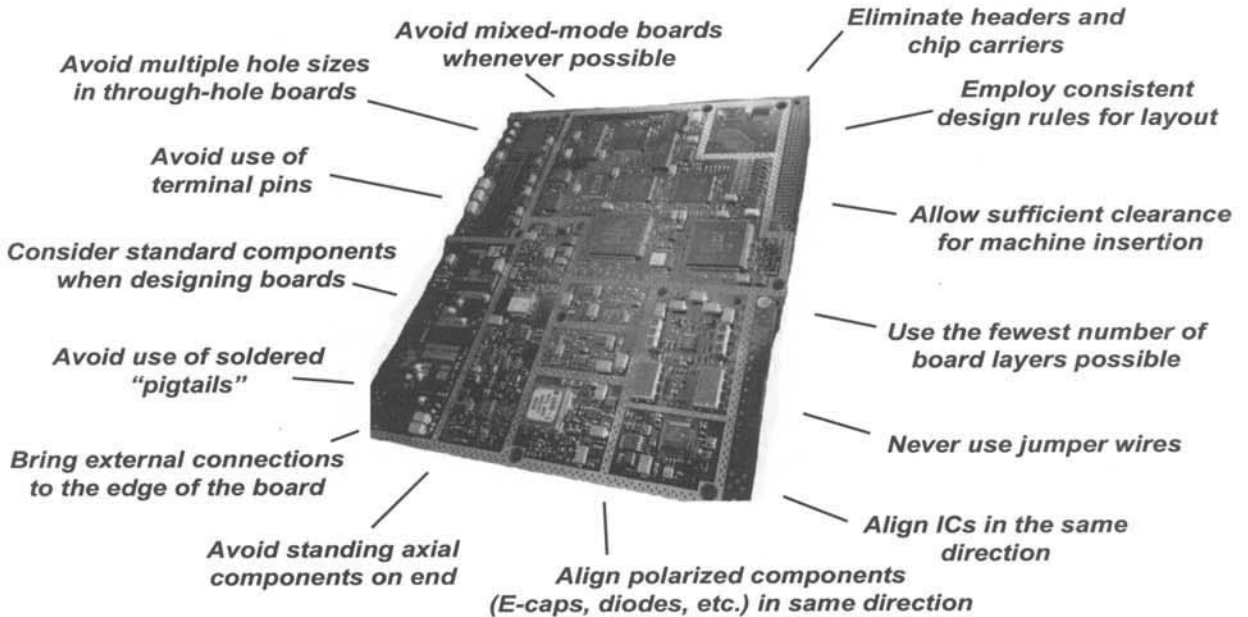 Avoid mixed-mode boards
whenever possible
Eliminate headers and
chip carriers
Avoid multiple hole sizes
in through-hole boards
Employ consistent
design rules for layout
Avoid use of
terminal pins
Allow sufficient clearance
for machine insertion
Consider standard components
when designing boards
Use the fewest number of
board layers possible
Avoid use of soldered
“pigtails”
Never use jumper wires
Bring external connections
to the edge of the board
Align ICs in the same
direction
Avoid standing axial
components on end
Align polarized components
(E-caps, diodes, etc.) in same direction